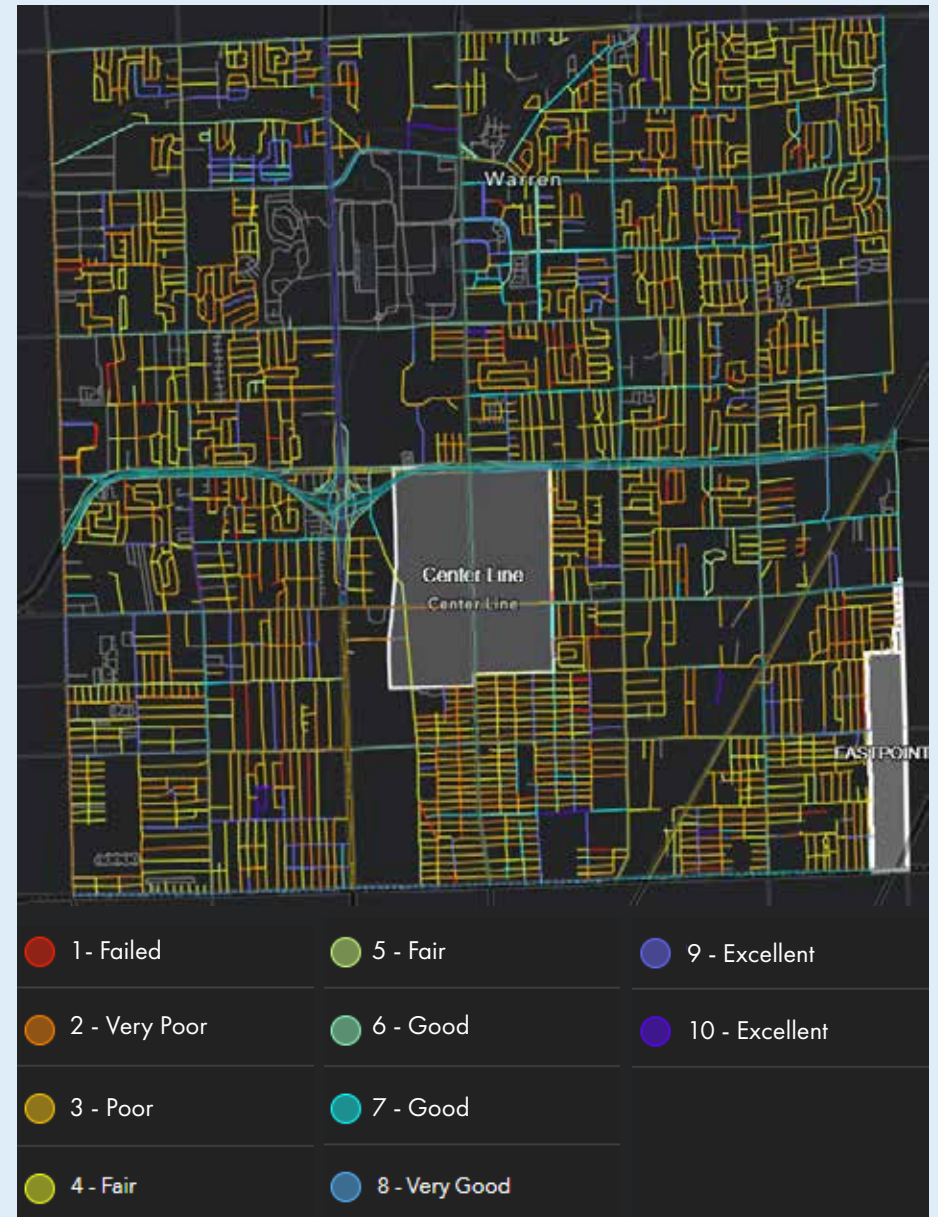 Warren
Center Line
Center Line
EASTPOINT
1- Failed
2 - Very Poor
3 - Poor
4 - Fair
5 - Fair
6 - Good
7 - Good
8 - Very Good
9 - Excellent
10 - Excellent